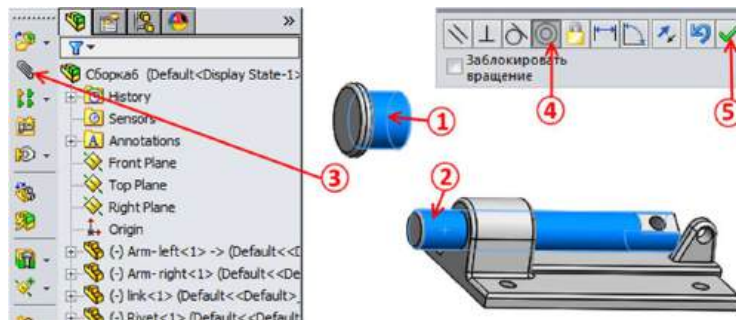 »
Сборка6 (Default<Display State-1>
History
Sensors
A Annotations
Front Plane
Top Plane
Right Plane
Origin
(-) Arm-left<1> -> (Default<<D
(-) Arm-right<1> (Default<<De
(-) link<1> (Default<<Default>_
(-) Rivet<1> (Default<<Default
3
1
2
Заблокировать
вращение
4
5